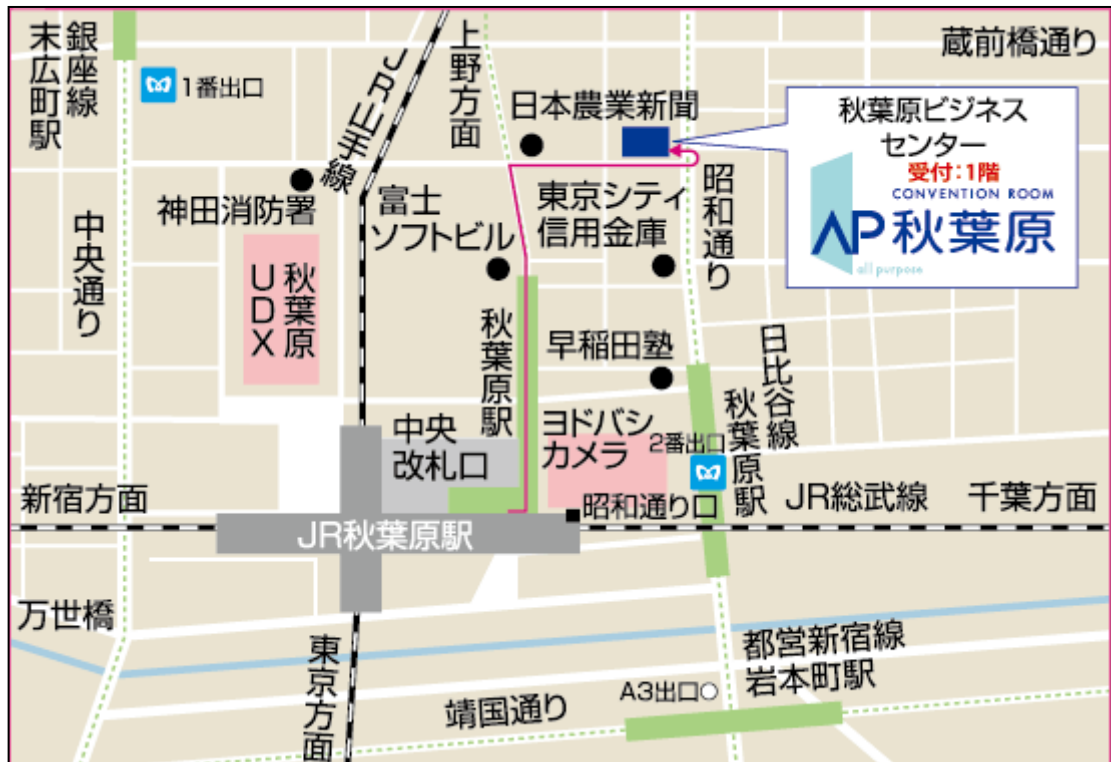 銀座線
末広町駅
1番出口
JR山手線
上野方面
蔵前橋通り
日本農業新聞
秋葉原ビジネス
センター
受付：1階
CONVENTION ROOM
AP秋葉原
all purpose
神田消防署
富士
ソフトビル
東京シティ
信用金庫
昭和通り
中央通り
秋葉原
UDX
秋葉原駅
早稲田塾
日比谷線
秋葉原駅
中央
改札口
ヨドバシ
カメラ
2番出口
新宿方面
昭和通り口
JR総武線
千葉方面
JR秋葉原駅
万世橋
東京方面
都営新宿線
岩本町駅
A3出口
靖国通り